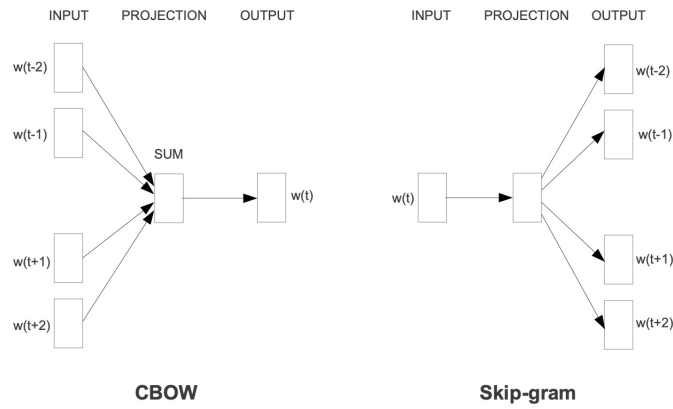 INPUT PROJECTION OUTPUT INPUT PROJECTION OUTPUT
w(t-2) w(t-2)
w(t-1) w(t-1)
SUM
w(t) w(t)
w(t+1) w(t+1)
w(t+2) w(t+2)
CBOW Skip-gram